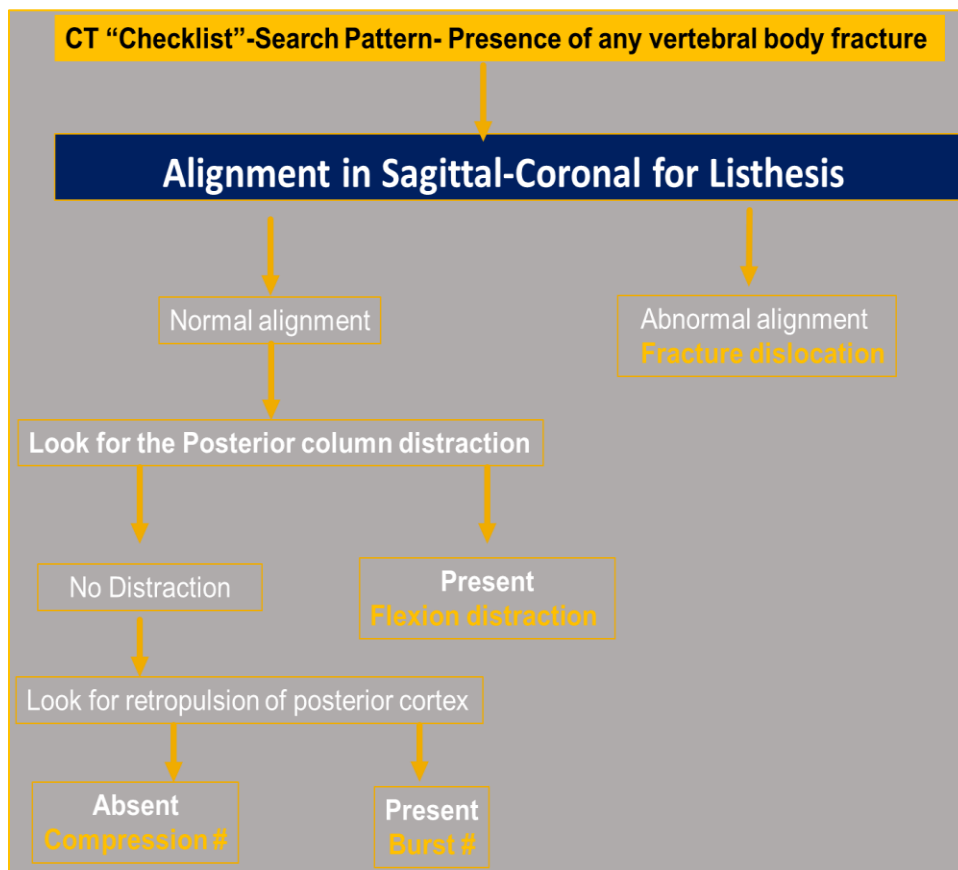 CT “Checklist”-Search Pattern- Presence of any vertebral body fracture
Alignment in Sagittal-Coronal for Listhesis
Normal alignment
Abnormal alignment
Fracture dislocation
Look for the Posterior column distraction
No Distraction
Present
Flexion distraction
Look for retropulsion of posterior cortex
Absent
Compression #
Present
Burst #